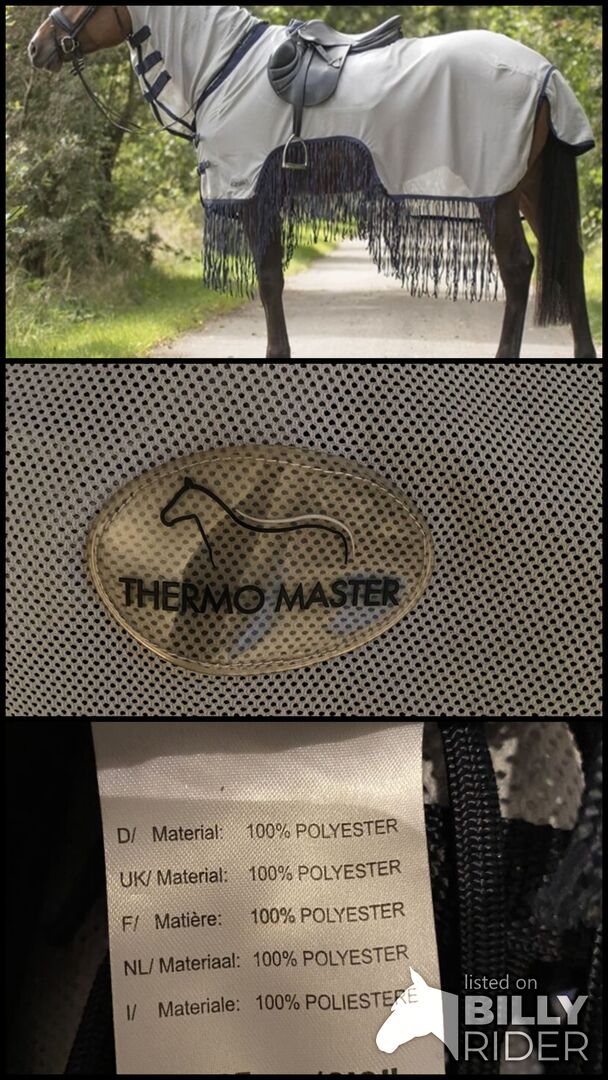 THERMO MASTER
D/ Material: 100% POLYESTER
UK/ Material: 100% POLYESTER
F/ Matière: 100% POLYESTER
NL/ Materiaal: 100% POLYESTER
I/ Materiale: 100% POLIESTERE
listed on
BILLY
RIDER